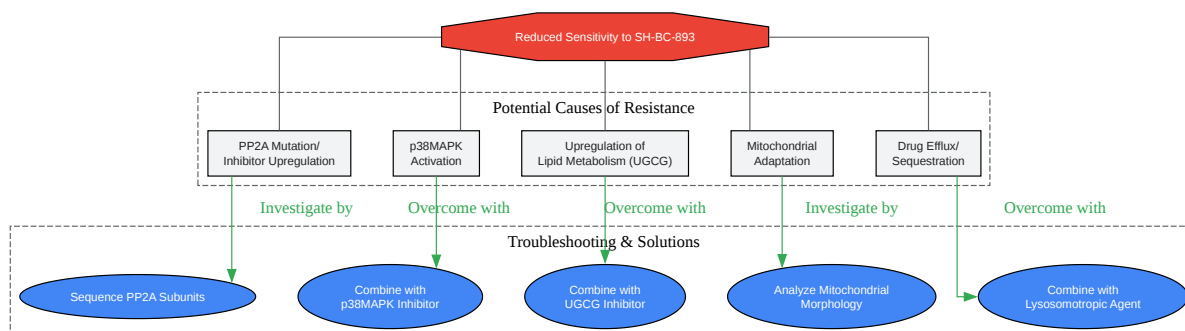 Reduced Sensitivity to SH-BC-893
Potential Causes of Resistance
PP2A Mutation/
Inhibitor Upregulation
p38MAPK
Activation
Upregulation of
Lipid Metabolism (UGCG)
Mitochondrial
Adaptation
Drug Efflux/
Sequestration
Investigate by
Overcome with
Overcome with
Investigate by
Overcome with
Troubleshooting & Solutions
Sequence PP2A Subunits
Combine with
p38MAPK Inhibitor
Combine with
UGCG Inhibitor
Analyze Mitochondrial
Morphology
Combine with
Lysosomotropic Agent